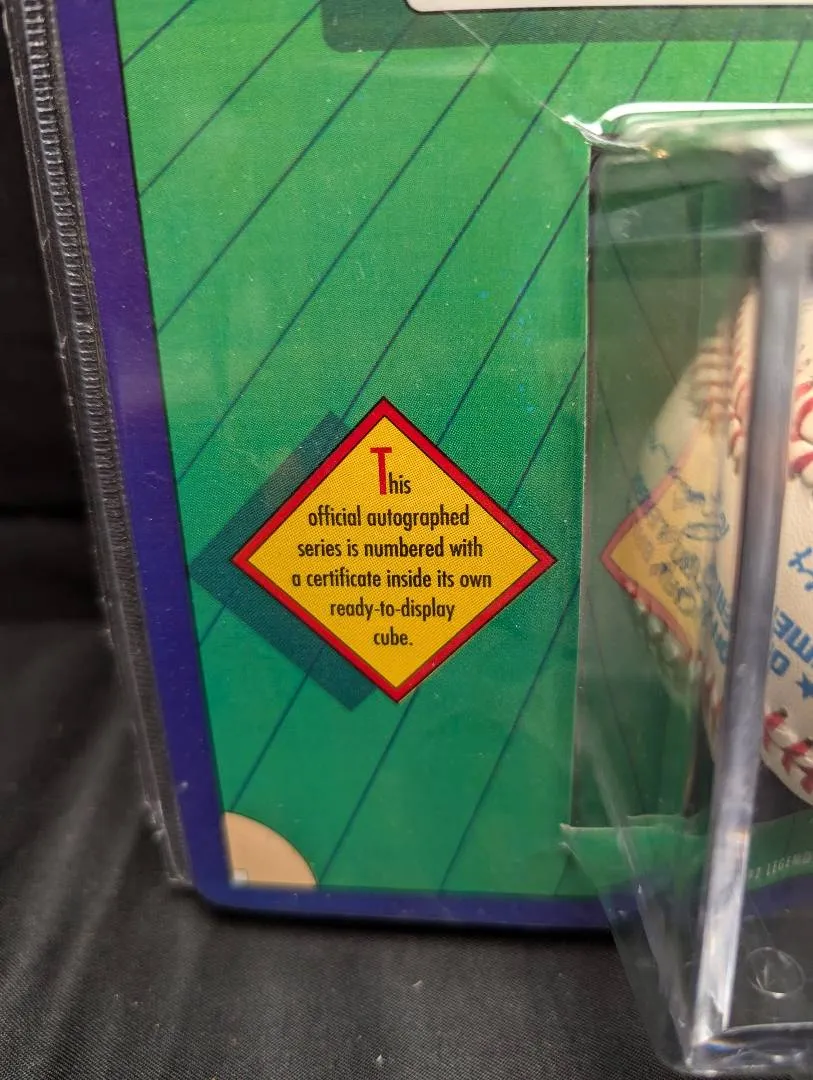 This
official autographed
series is numbered with
a certificate inside its own
ready-to-display
cube.